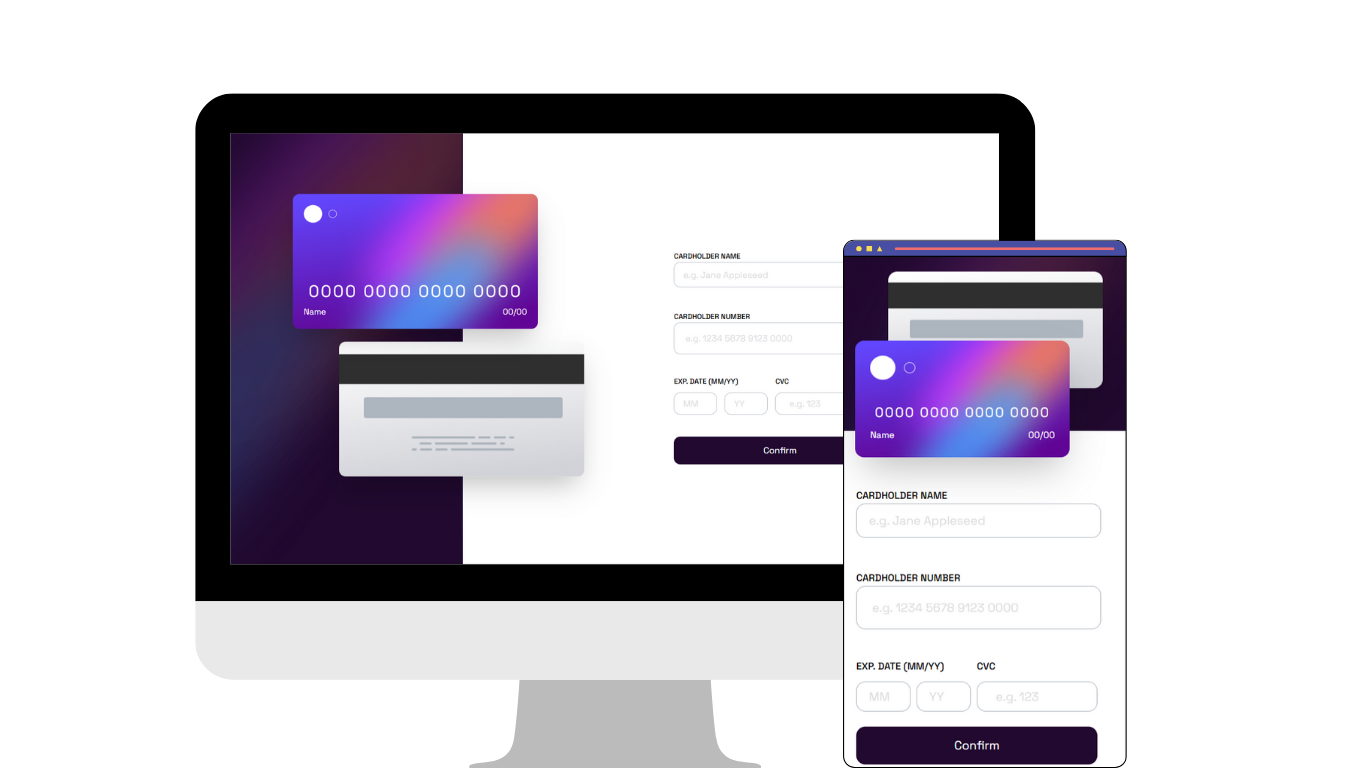 0000 0000 0000 0000
Name 00/00
CARDHOLDER NAME
e.g. Jane Appleseed
CARDHOLDER NUMBER
e.g. 1234 5678 9123 0000
EXP. DATE (MM/YY) CVC
MM YY e.g. 123
Confirm
0000 0000 0000 0000
Name 00/00
CARDHOLDER NAME
e.g. Jane Appleseed
CARDHOLDER NUMBER
e.g. 1234 5678 9123 0000
EXP. DATE (MM/YY) CVC
MM YY e.g. 123
Confirm